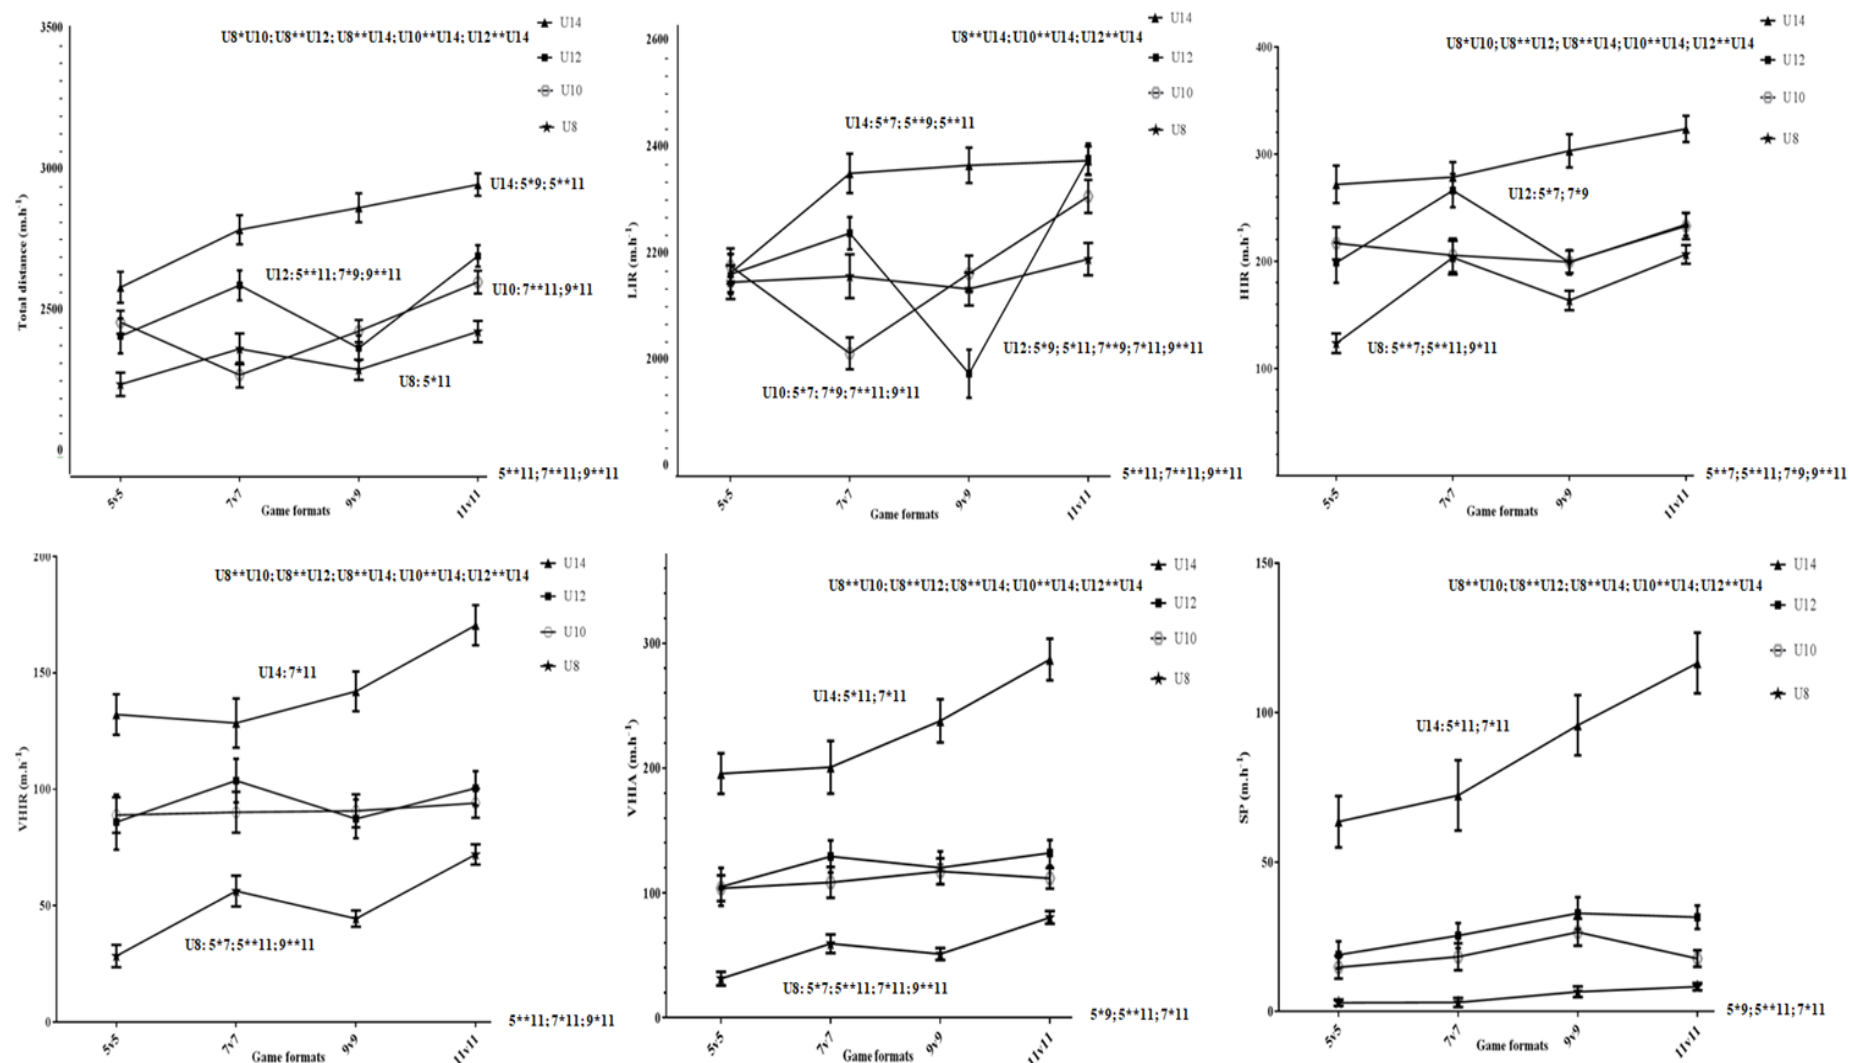 3500
U14
U8*U10;U8**U12;U8**U14;U10**U14;U12**U14
U12
U10
U8
3000
U14:5*9;5**11
U12:5**11;7*9;9**11
U10:7**11;9*11
2500
U8:5*11
0
Total distance (m.h-1)
5**11;7**11;9**11
5v5
7v7
9v9
11v11
Game formats
2600
U14
U8**U14;U10**U14;U12**U14
U12
U10
U8
U14:5*7;5**9;5**11
2400
2200
U12:5*9;5*11;7**9;7*11;9**11
2000
U10:5*7;7*9;7**11;9*11
0
LIR (m.h-1)
5**11;7**11;9**11
5v5
7v7
9v9
11v11
Game formats
U14
U8*U10;U8**U12;U8**U14;U10**U14;U12**U14
400
U12
U10
U8
300
U12:5*7;7*9
200
U8:5**7;5**11;9*11
100
HIR (m.h-1)
5**7;5**11;7*9;9**11
5v5
7v7
9v9
11v11
Game formats
200
U14
U8**U10;U8**U12;U8**U14;U10**U14;U12**U14
U12
U10
U8
150
U14:7*11
100
50
U8:5*7;5**11;9**11
0
VHIR (m.h-1)
5**11;7*11;9*11
5v5
7v7
9v9
11v11
Game formats
U14
U8**U10;U8**U12;U8**U14;U10**U14;U12**U14
U12
U10
U8
300
U14:5*11;7*11
200
100
U8:5*7;5**11;7*11;9**11
0
VHIA (m.h-1)
5*9;5**11;7*11
5v5
7v7
9v9
11v11
Game formats
150
U14
U8**U10;U8**U12;U8**U14;U10**U14;U12**U14
U12
U10
U8
100
U14:5*11;7*11
50
0
SP (m.h-1)
5*9;5**11;7*11
5v5
7v7
9v9
11v11
Game formats